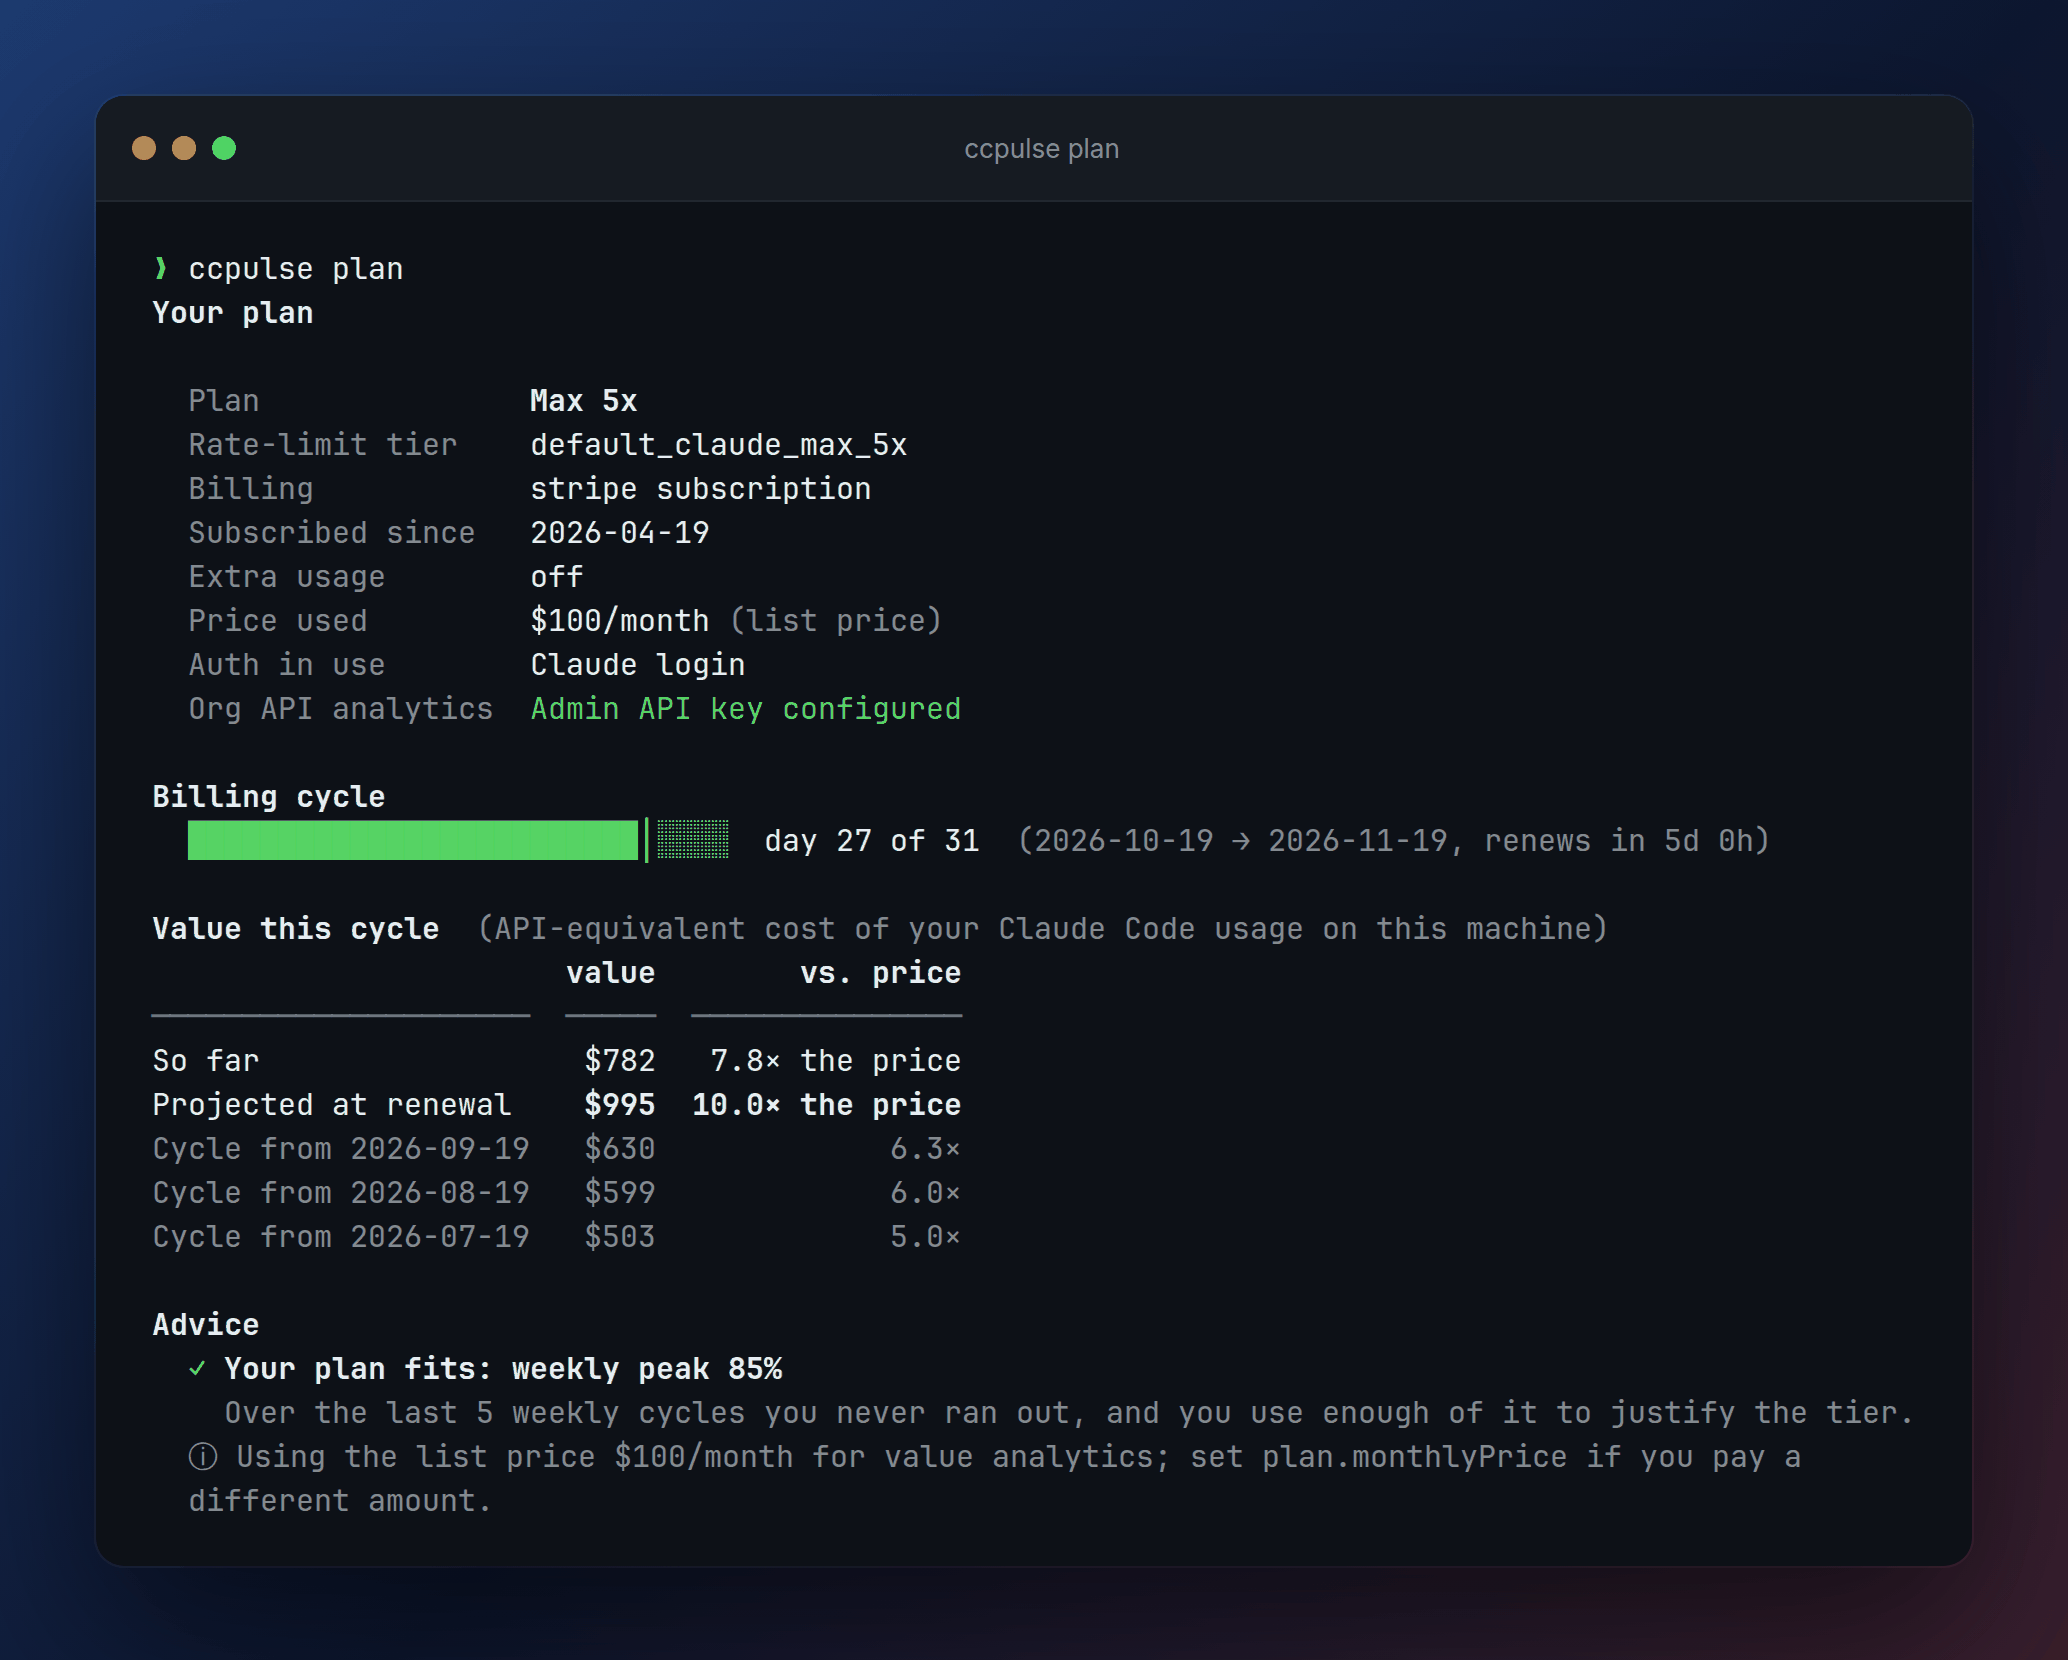 ccpulse plan
❯ ccpulse plan
Your plan
Plan Max 5x
Rate-limit tier default_claude_max_5x
Billing stripe subscription
Subscribed since 2026-04-19
Extra usage off
Price used $100/month (list price)
Auth in use Claude login
Org API analytics Admin API key configured
Billing cycle
day 27 of 31 (2026-10-19 → 2026-11-19, renews in 5d 0h)
Value this cycle (API-equivalent cost of your Claude Code usage on this machine)
value vs. price
So far $782 7.8× the price
Projected at renewal $995 10.0× the price
Cycle from 2026-09-19 $630 6.3×
Cycle from 2026-08-19 $599 6.0×
Cycle from 2026-07-19 $503 5.0×
Advice
✓ Your plan fits: weekly peak 85%
Over the last 5 weekly cycles you never ran out, and you use enough of it to justify the tier.
ⓘ Using the list price $100/month for value analytics; set plan.monthlyPrice if you pay a
different amount.